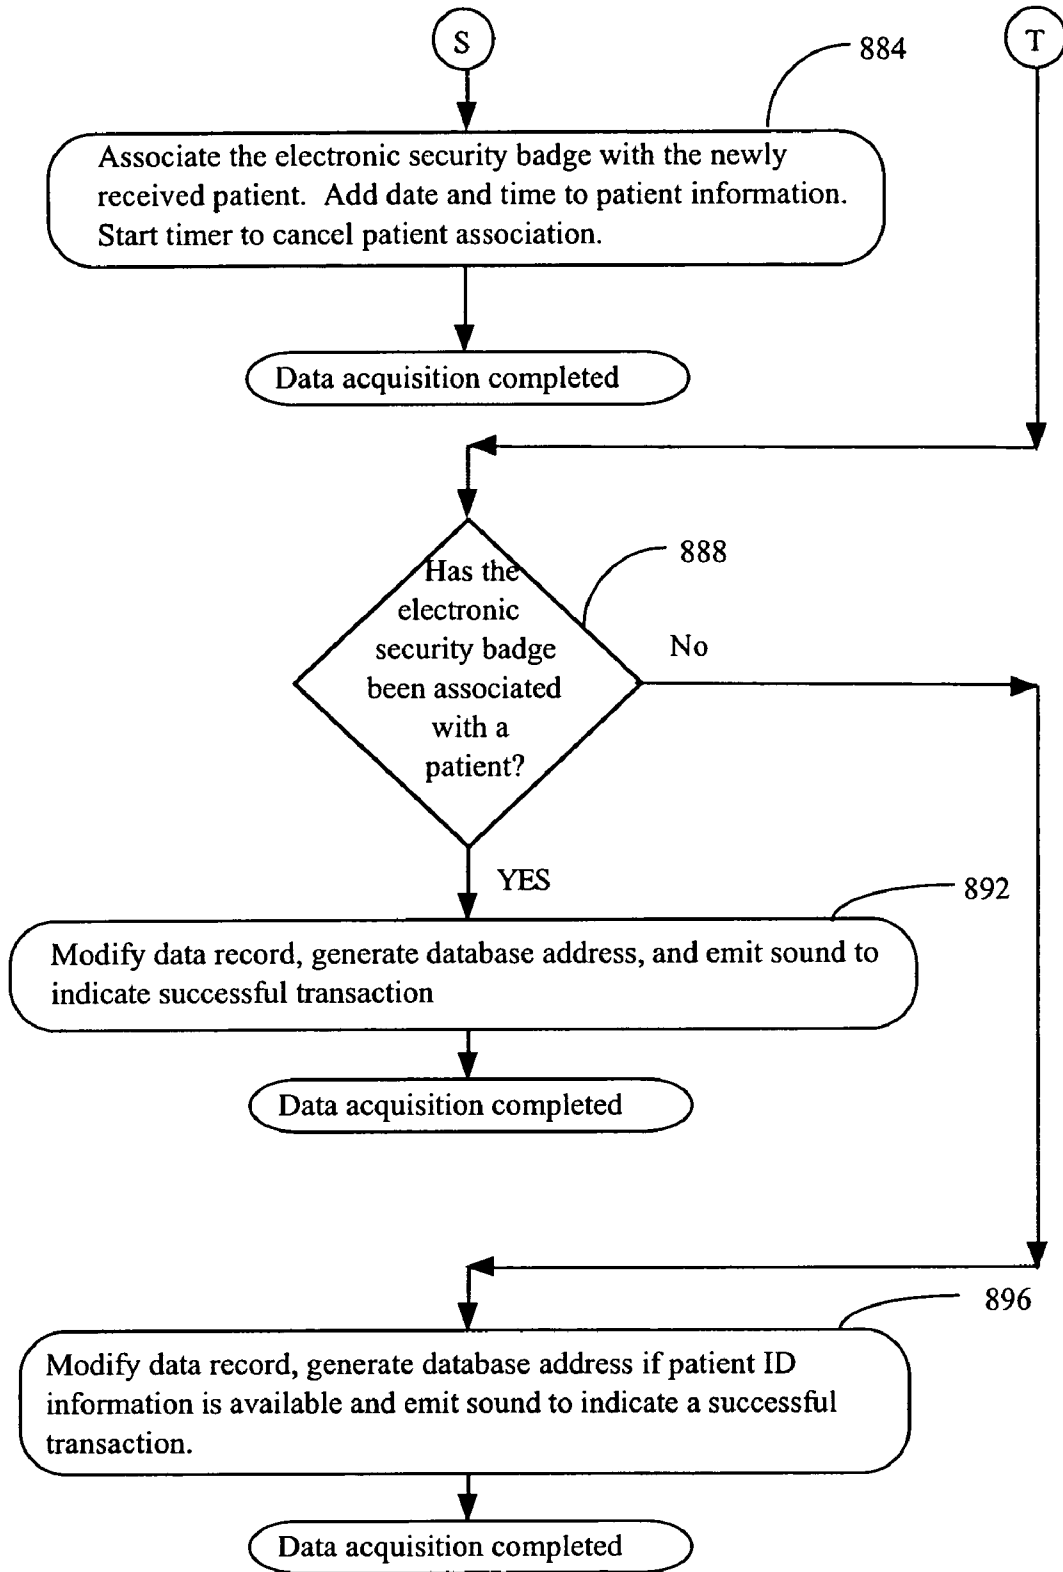 S
T
884
Associate the electronic security badge with the newly
received patient. Add date and time to patient information.
Start timer to cancel patient association.
Data acquisition completed
888
Has the
electronic
security badge
been associated
with a
patient?
No
YES
892
Modify data record, generate database address, and emit sound to
indicate successful transaction
Data acquisition completed
896
Modify data record, generate database address if patient ID
information is available and emit sound to indicate a successful
transaction.
Data acquisition completed